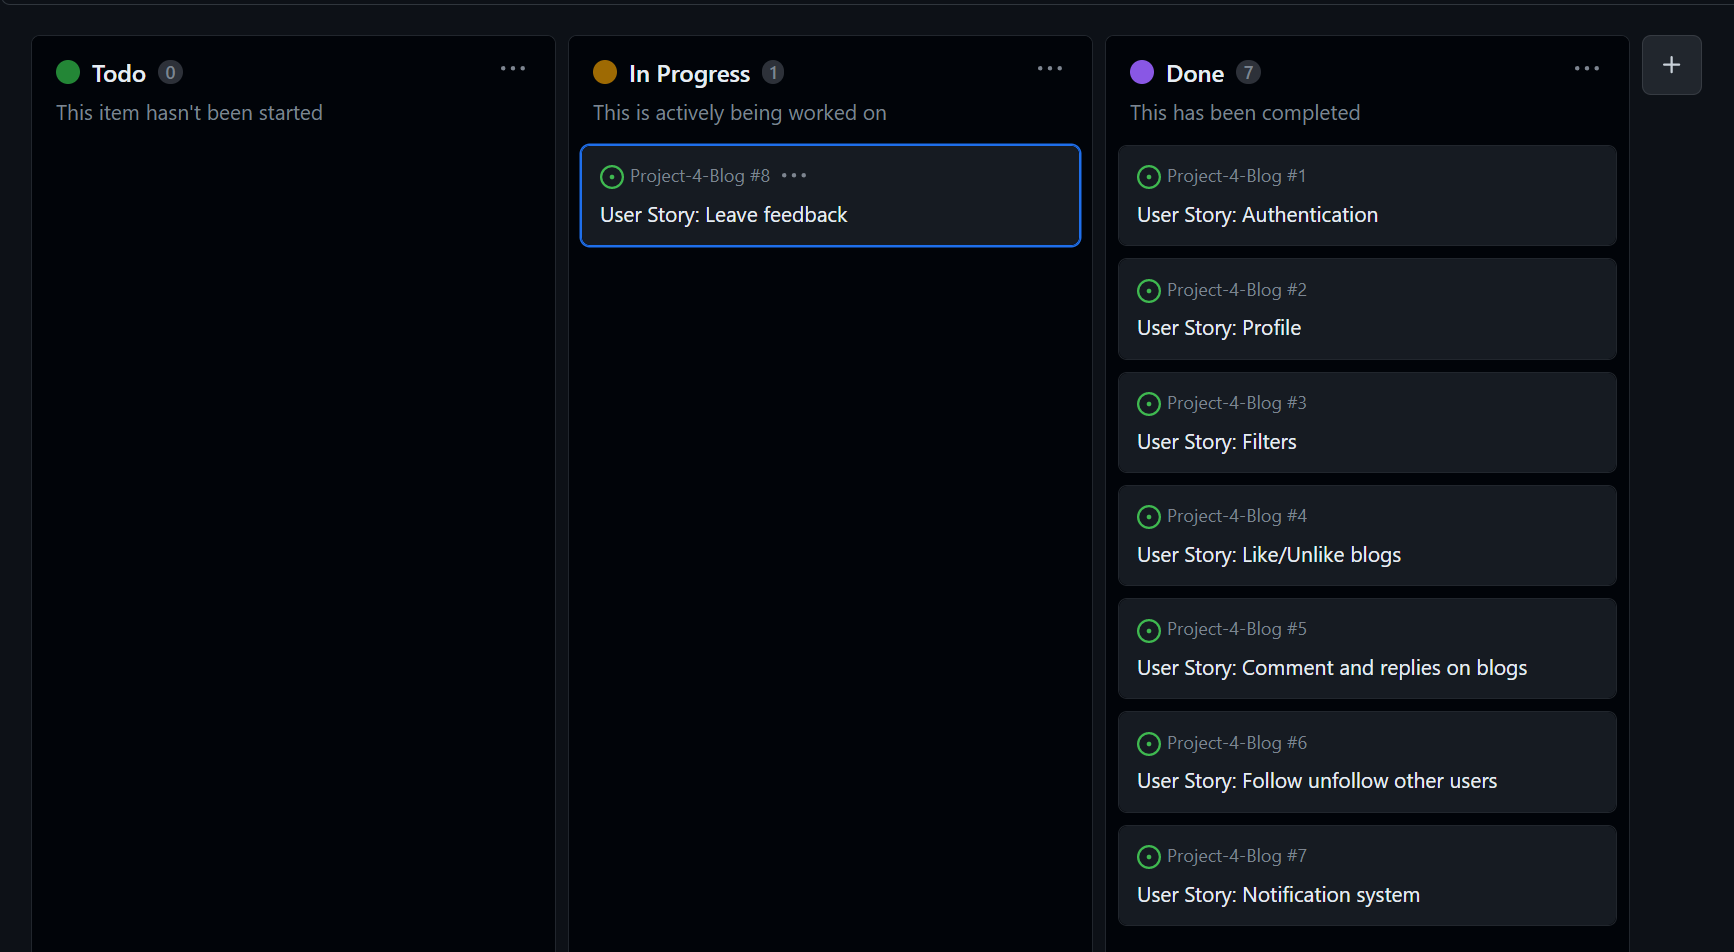 Todo 0
This item hasn't been started
In Progress 1
This is actively being worked on
Project-4-Blog #8
User Story: Leave feedback
Done 7
This has been completed
Project-4-Blog #1
User Story: Authentication
Project-4-Blog #2
User Story: Profile
Project-4-Blog #3
User Story: Filters
Project-4-Blog #4
User Story: Like/Unlike blogs
Project-4-Blog #5
User Story: Comment and replies on blogs
Project-4-Blog #6
User Story: Follow unfollow other users
Project-4-Blog #7
User Story: Notification system